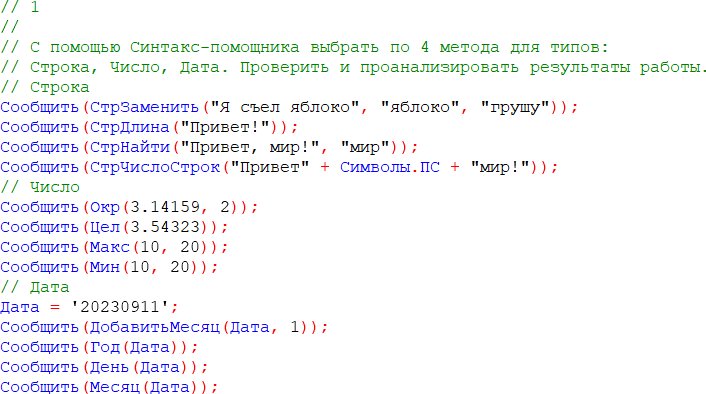 // 1
//
// С помощью Синтакс-помощника выбрать по 4 метода для типов:
// Строка, Число, Дата. Проверить и проанализировать результаты работы.
// Строка
Сообщить(СтрЗаменить("Я съел яблоко", "яблоко", "грушу"));
Сообщить(СтрДлина("Привет!"));
Сообщить(СтрНайти("Привет, мир!", "мир"));
Сообщить(СтрЧислоСтрок("Привет" + Символы.ПС + "мир!"));
// Число
Сообщить(Окр(3.14159, 2));
Сообщить(Цел(3.54323));
Сообщить(Макс(10, 20));
Сообщить(Мин(10, 20));
// Дата
Дата = '20230911';
Сообщить(ДобавитьМесяц(Дата, 1));
Сообщить(Год(Дата));
Сообщить(День(Дата));
Сообщить(Месяц(Дата));